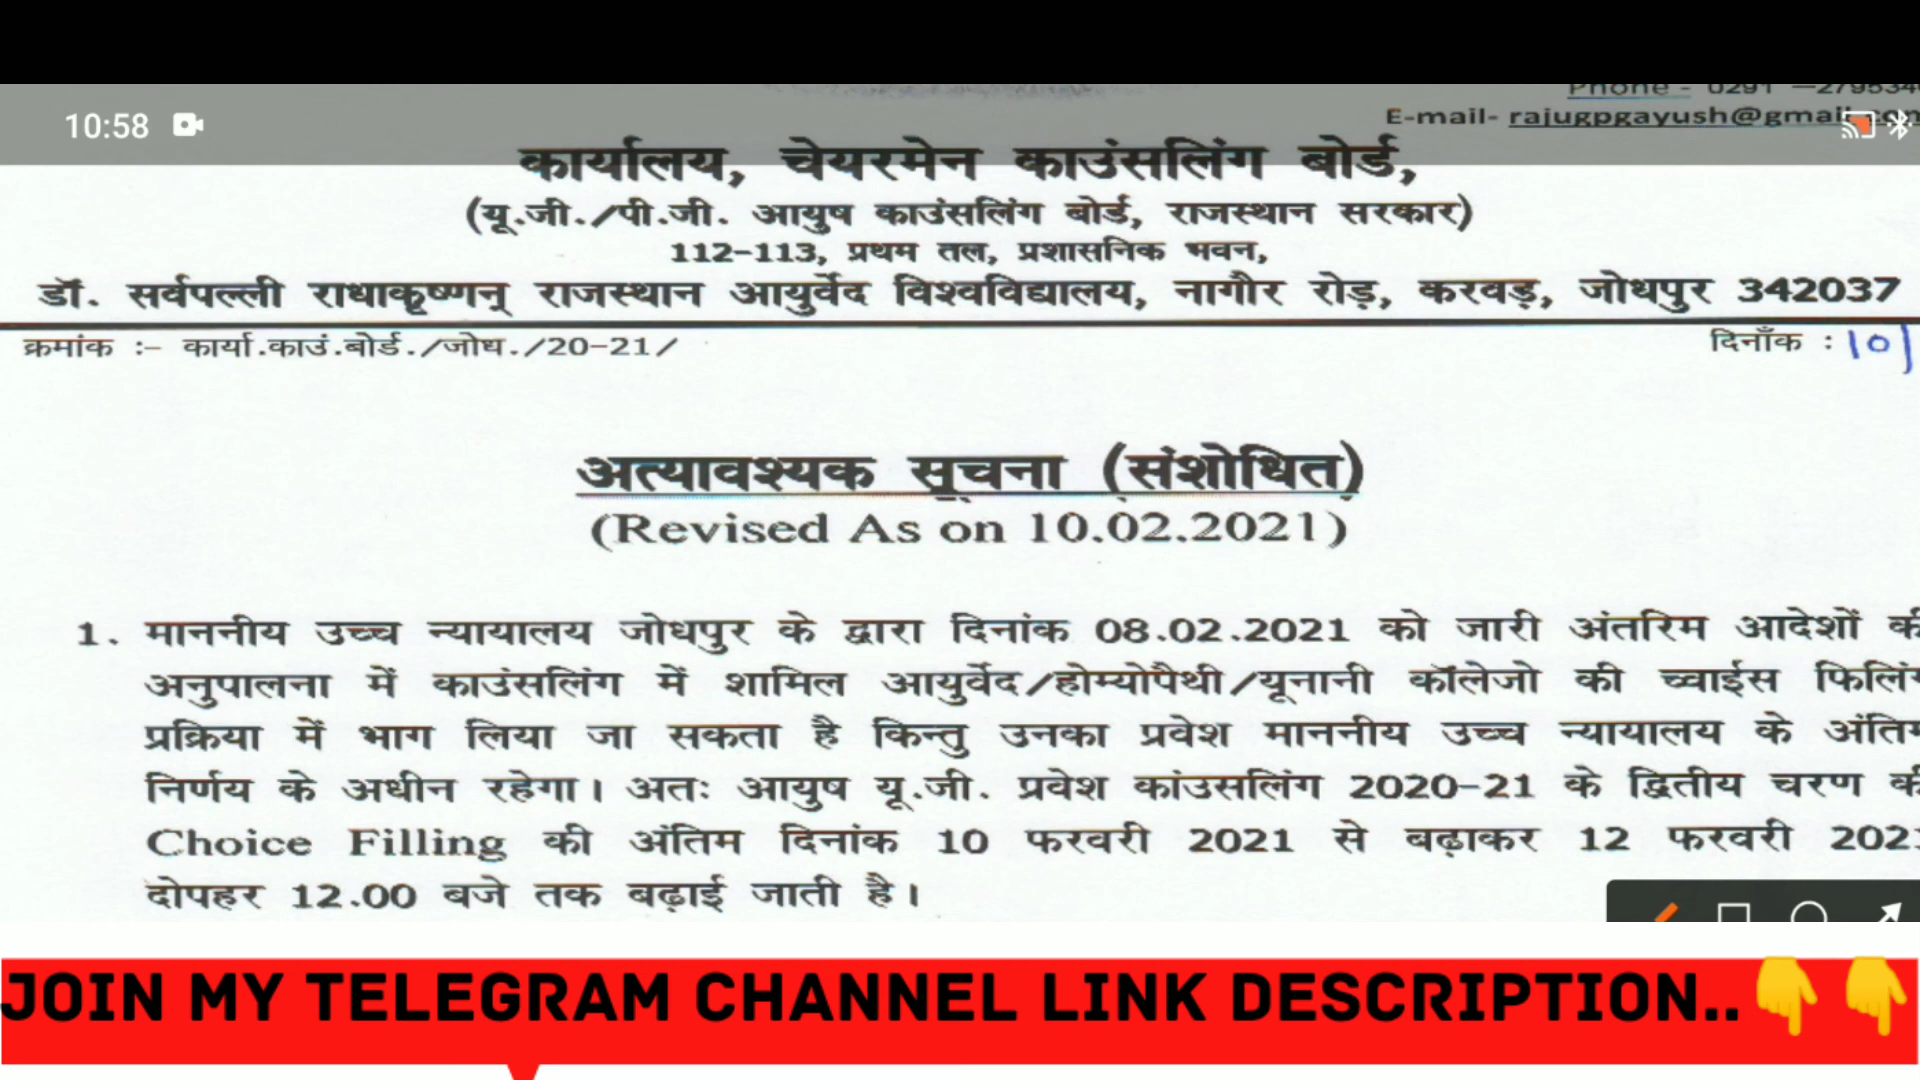 Phone - 0291 -2795346
10:58
E-mail- rajugpgayush@gmail.com
कार्यालय, चेयरमेन काउंसलिंग बोर्ड,
(यू.जी./पी.जी. आयुष काउंसलिंग बोर्ड, राजस्थान सरकार)
112-113, प्रथम तल, प्रशासनिक भवन,
डॉ. सर्वपल्ली राधाकृष्णन् राजस्थान आयुर्वेद विश्वविद्यालय, नागौर रोड़, करवड़, जोधपुर 342037
क्रमांक :- कार्या.काउं.बोर्ड./जोध./20-21/ दिनाँक : 10|
अत्यावश्यक सूचना (संशोधित)
(Revised As on 10.02.2021)
1. माननीय उच्च न्यायालय जोधपुर के द्वारा दिनांक 08.02.2021 को जारी अंतरिम आदेशों की
अनुपालना में काउंसलिंग में शामिल आयुर्वेद/होम्योपैथी/यूनानी कॉलेजो की च्वाईस फिलिंग
प्रक्रिया में भाग लिया जा सकता है किन्तु उनका प्रवेश माननीय उच्च न्यायालय के अंतिम
निर्णय के अधीन रहेगा। अतः आयुष यू.जी. प्रवेश कांउसलिंग 2020-21 के द्वितीय चरण की
Choice Filling की अंतिम दिनांक 10 फरवरी 2021 से बढ़ाकर 12 फरवरी 2021
दोपहर 12.00 बजे तक बढ़ाई जाती है।
JOIN MY TELEGRAM CHANNEL LINK DESCRIPTION..